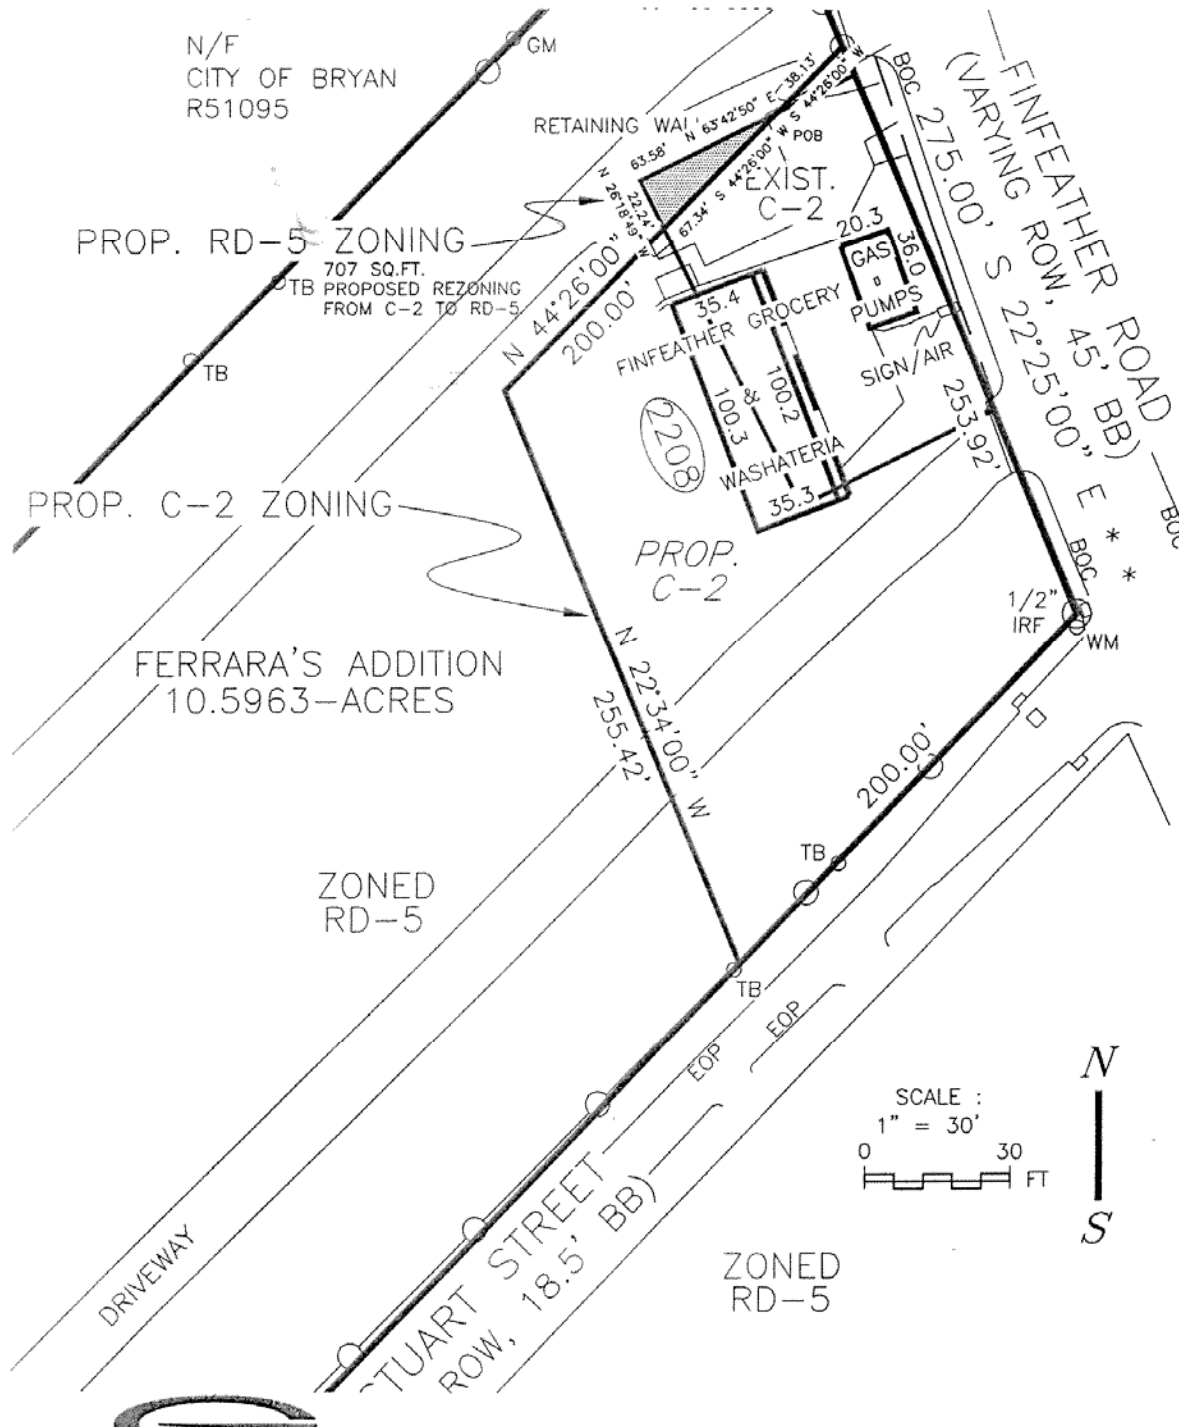 N/F
CITY OF BRYAN
R51095
GM
RETAINING WAL
63.58' N 63°42'50" E 38.13'
S 44°26'00" W
POB
67.34' S 44°26'00" W
22.24'
N 26°18'49" W
EXIST.
C-2
PROP. RD-5 ZONING
707 SQ.FT.
PROPOSED REZONING
FROM C-2 TO RD-5
TB
TB
N 44°26'00"
200.00'
20.3
36.0
GAS
PUMPS
35.4
FINFEATHER GROCERY
&
WASHATERIA
100.3
100.2
35.3
SIGN/AIR
2208
BOC
275.00' S 22°25'00" E **
253.92'
FINFEATHER ROAD
(VARYING ROW, 45' BB)
BOC
BOC
PROP. C-2 ZONING
PROP.
C-2
1/2"
IRF
WM
FERRARA'S ADDITION
10.5963-ACRES
N 22°34'00" W
255.42'
200.00'
TB
ZONED
RD-5
TB
EOP
EOP
N
SCALE :
1" = 30'
0 30
FT
S
DRIVEWAY
STUART STREET
ROW, 18.5' BB)
ZONED
RD-5